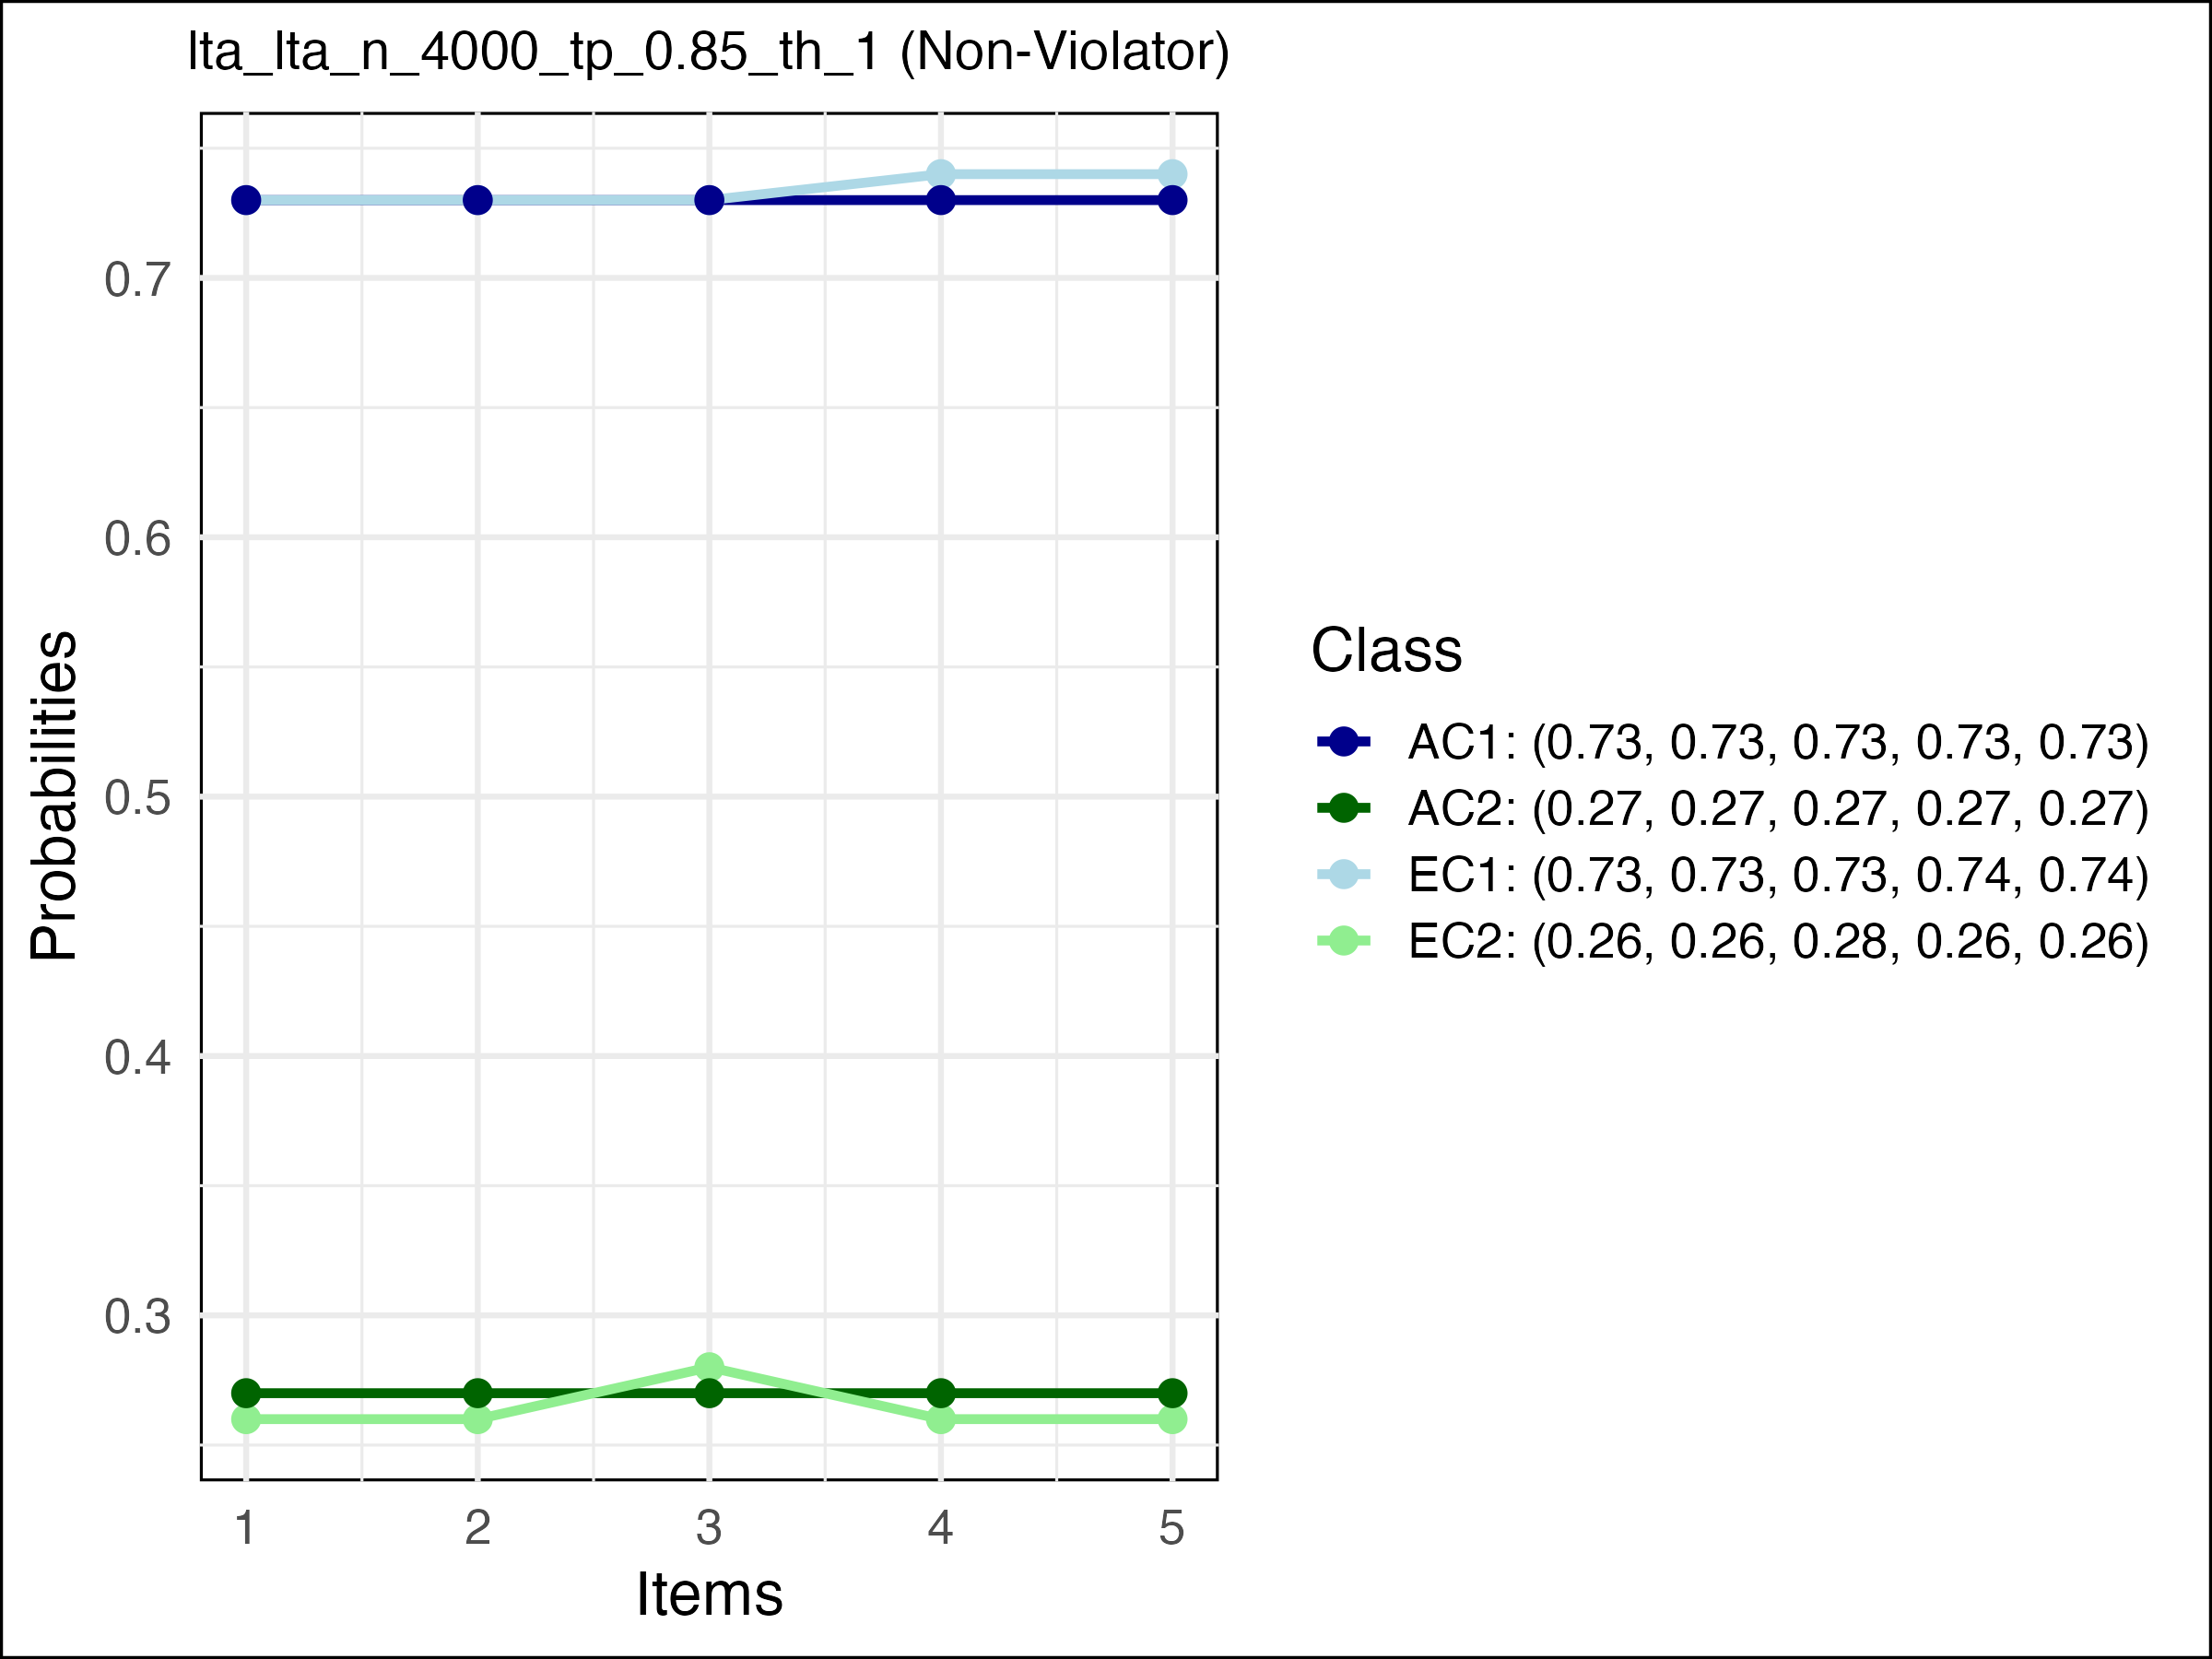 lta_lta_n_4000_tp_0.85_th_1 (Non-Violator)
Probabilities
0.7
0.6
0.5
0.4
0.3
1 2 3 4 5
Items
Class
AC1: (0.73, 0.73, 0.73, 0.73, 0.73)
AC2: (0.27, 0.27, 0.27, 0.27, 0.27)
EC1: (0.73, 0.73, 0.73, 0.74, 0.74)
EC2: (0.26, 0.26, 0.28, 0.26, 0.26)